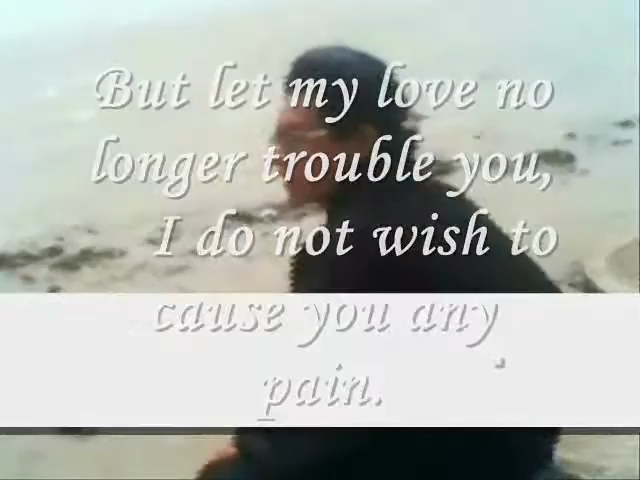 But let my love no
longer trouble you,
I do not wish to
cause you any
pain.